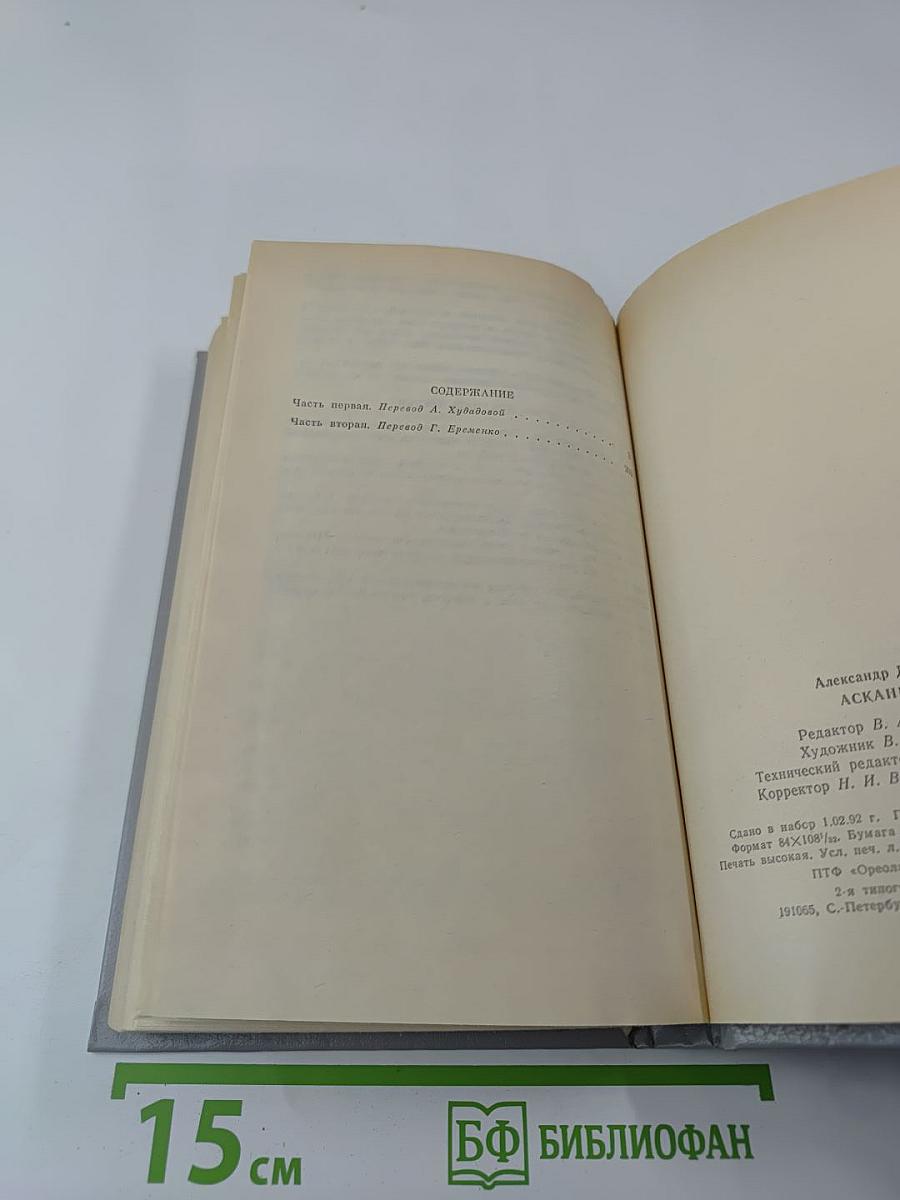 СОДЕРЖАНИЕ
Часть первая. Перевод А. Худадовой . . . . . . . . . . .
Часть вторая. Перевод Г. Еременко . . . . . . . . . . . .
Александр
АСКАН
Редактор В.
Художник В.
Технический редакт
Корректор Н. И. В
Сдано в набор 1.02.92 г.
Формат 84×108¹/₃₂. Бумага
Печать высокая. Усл. печ. л.
ПТФ «Ореол
2-я типог
191065, С.-Петербу
15 см
БФ БИБЛИОФАН